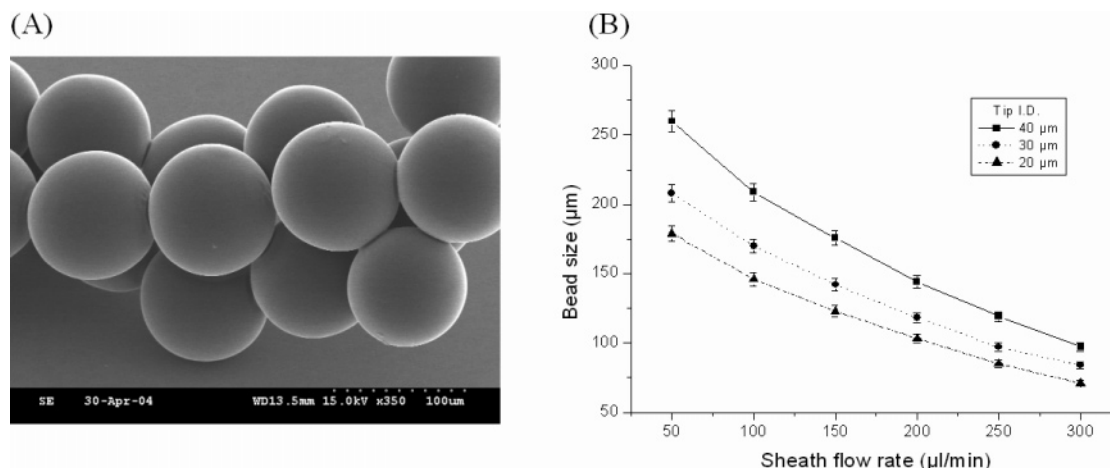 (A)
(B)
SE 30-Apr-04 WD13.5mm 15.0kV x350 100um
300
250
200
150
100
50
Bead size (µm)
Tip I.D.
40 µm
30 µm
20 µm
50 100 150 200 250 300
Sheath flow rate (µl/min)